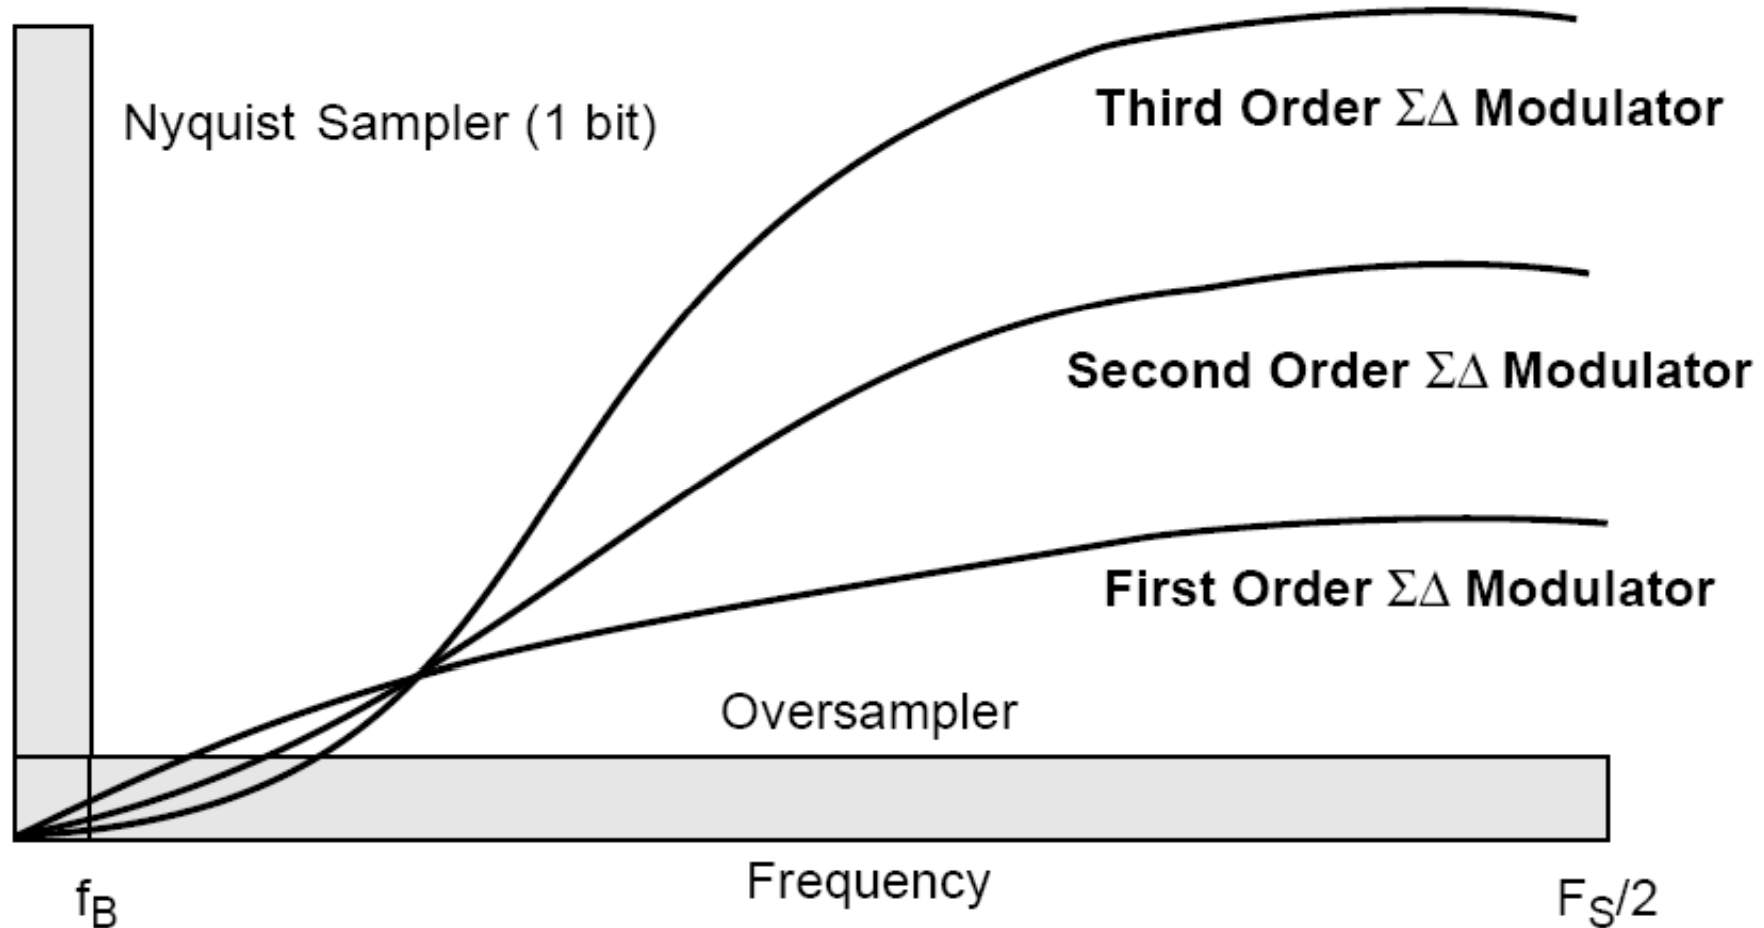 Nyquist Sampler (1 bit)
Third Order ΣΔ Modulator
Second Order ΣΔ Modulator
First Order ΣΔ Modulator
Oversampler
Frequency
fB
FS/2